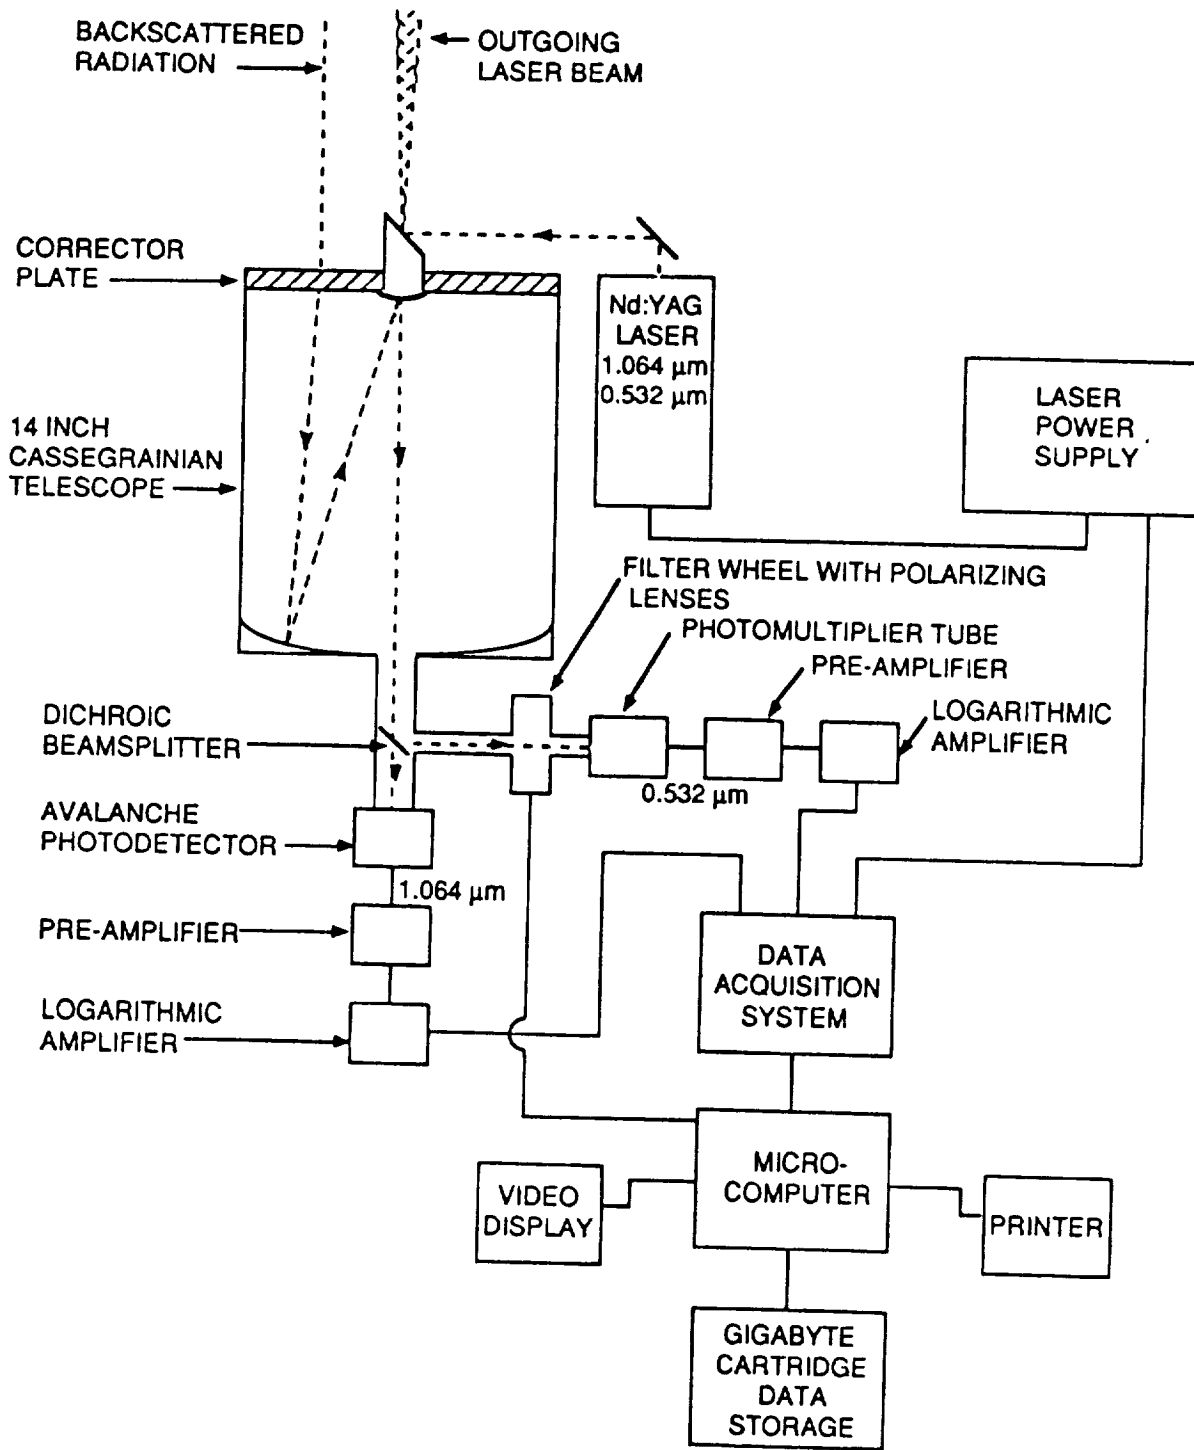 BACKSCATTERED
RADIATION
OUTGOING
LASER BEAM
CORRECTOR
PLATE
Nd:YAG
LASER
1.064 µm
0.532 µm
LASER
POWER
SUPPLY
14 INCH
CASSEGRAINIAN
TELESCOPE
FILTER WHEEL WITH POLARIZING
LENSES
PHOTOMULTIPLIER TUBE
PRE-AMPLIFIER
LOGARITHMIC
AMPLIFIER
DICHROIC
BEAMSPLITTER
0.532 µm
AVALANCHE
PHOTODETECTOR
1.064 µm
PRE-AMPLIFIER
LOGARITHMIC
AMPLIFIER
DATA
ACQUISITION
SYSTEM
MICRO-
COMPUTER
VIDEO
DISPLAY
PRINTER
GIGABYTE
CARTRIDGE
DATA
STORAGE